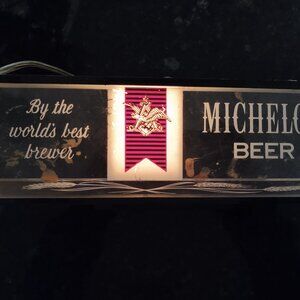 By the
world's best
brewer
MICHELO
BEER